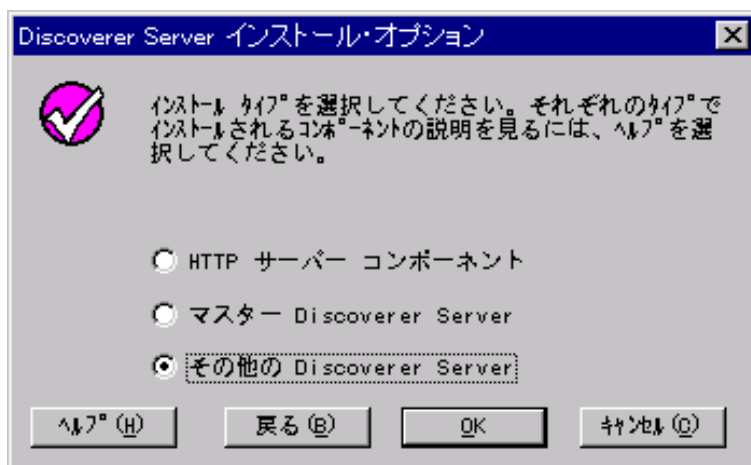 Discoverer Server インストール・オプション
ｲﾝｽﾄｰﾙ ﾀｲﾌﾟを選択してください。それぞれのﾀｲﾌﾟで
ｲﾝｽﾄｰﾙされるｺﾝﾎﾟｰﾈﾝﾄの説明を見るには、ﾍﾙﾌﾟを選
択してください。
HTTP サーバー コンポーネント
マスター Discoverer Server
その他の Discoverer Server
ﾍﾙﾌﾟ(H) 戻る(B) OK ｷｬﾝｾﾙ(C)